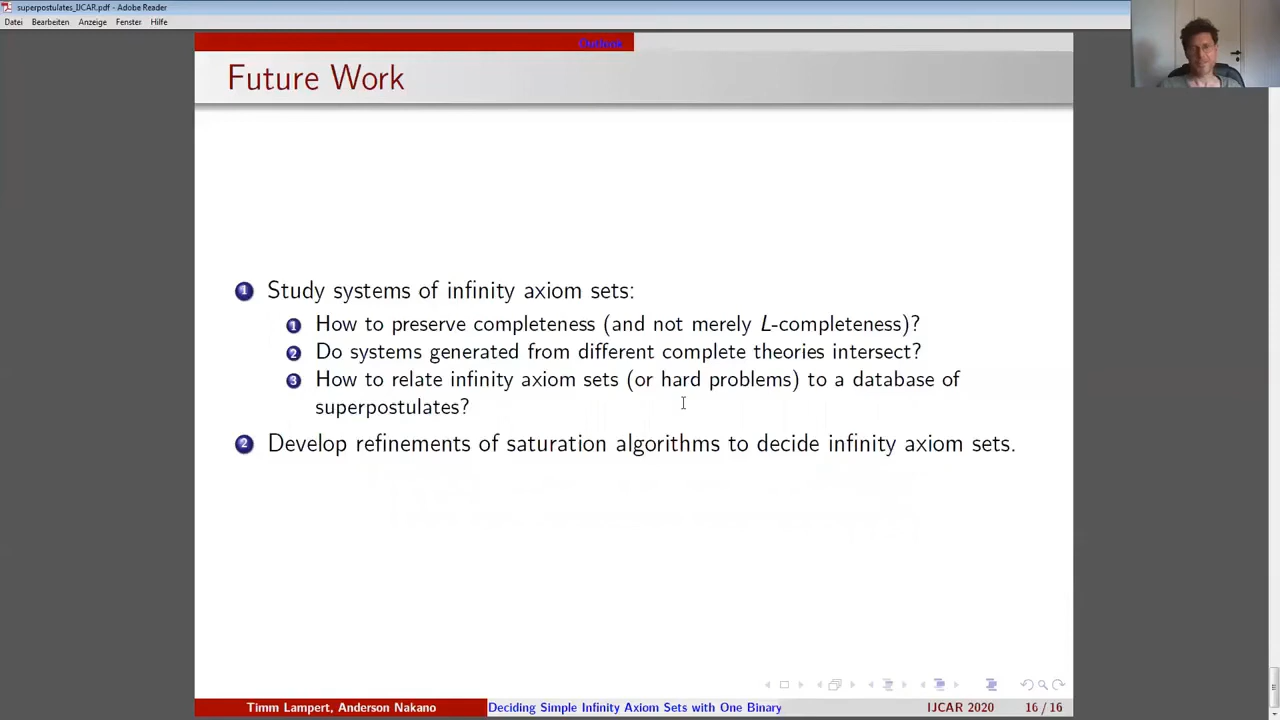 superpostulates_IJCAR.pdf - Adobe Reader
Datei Bearbeiten Anzeige Fenster Hilfe
Outlook
Future Work
1 Study systems of infinity axiom sets:
1 How to preserve completeness (and not merely L-completeness)?
2 Do systems generated from different complete theories intersect?
3 How to relate infinity axiom sets (or hard problems) to a database of
superpostulates?
2 Develop refinements of saturation algorithms to decide infinity axiom sets.
Timm Lampert, Anderson Nakano Deciding Simple Infinity Axiom Sets with One Binary IJCAR 2020 16 / 16